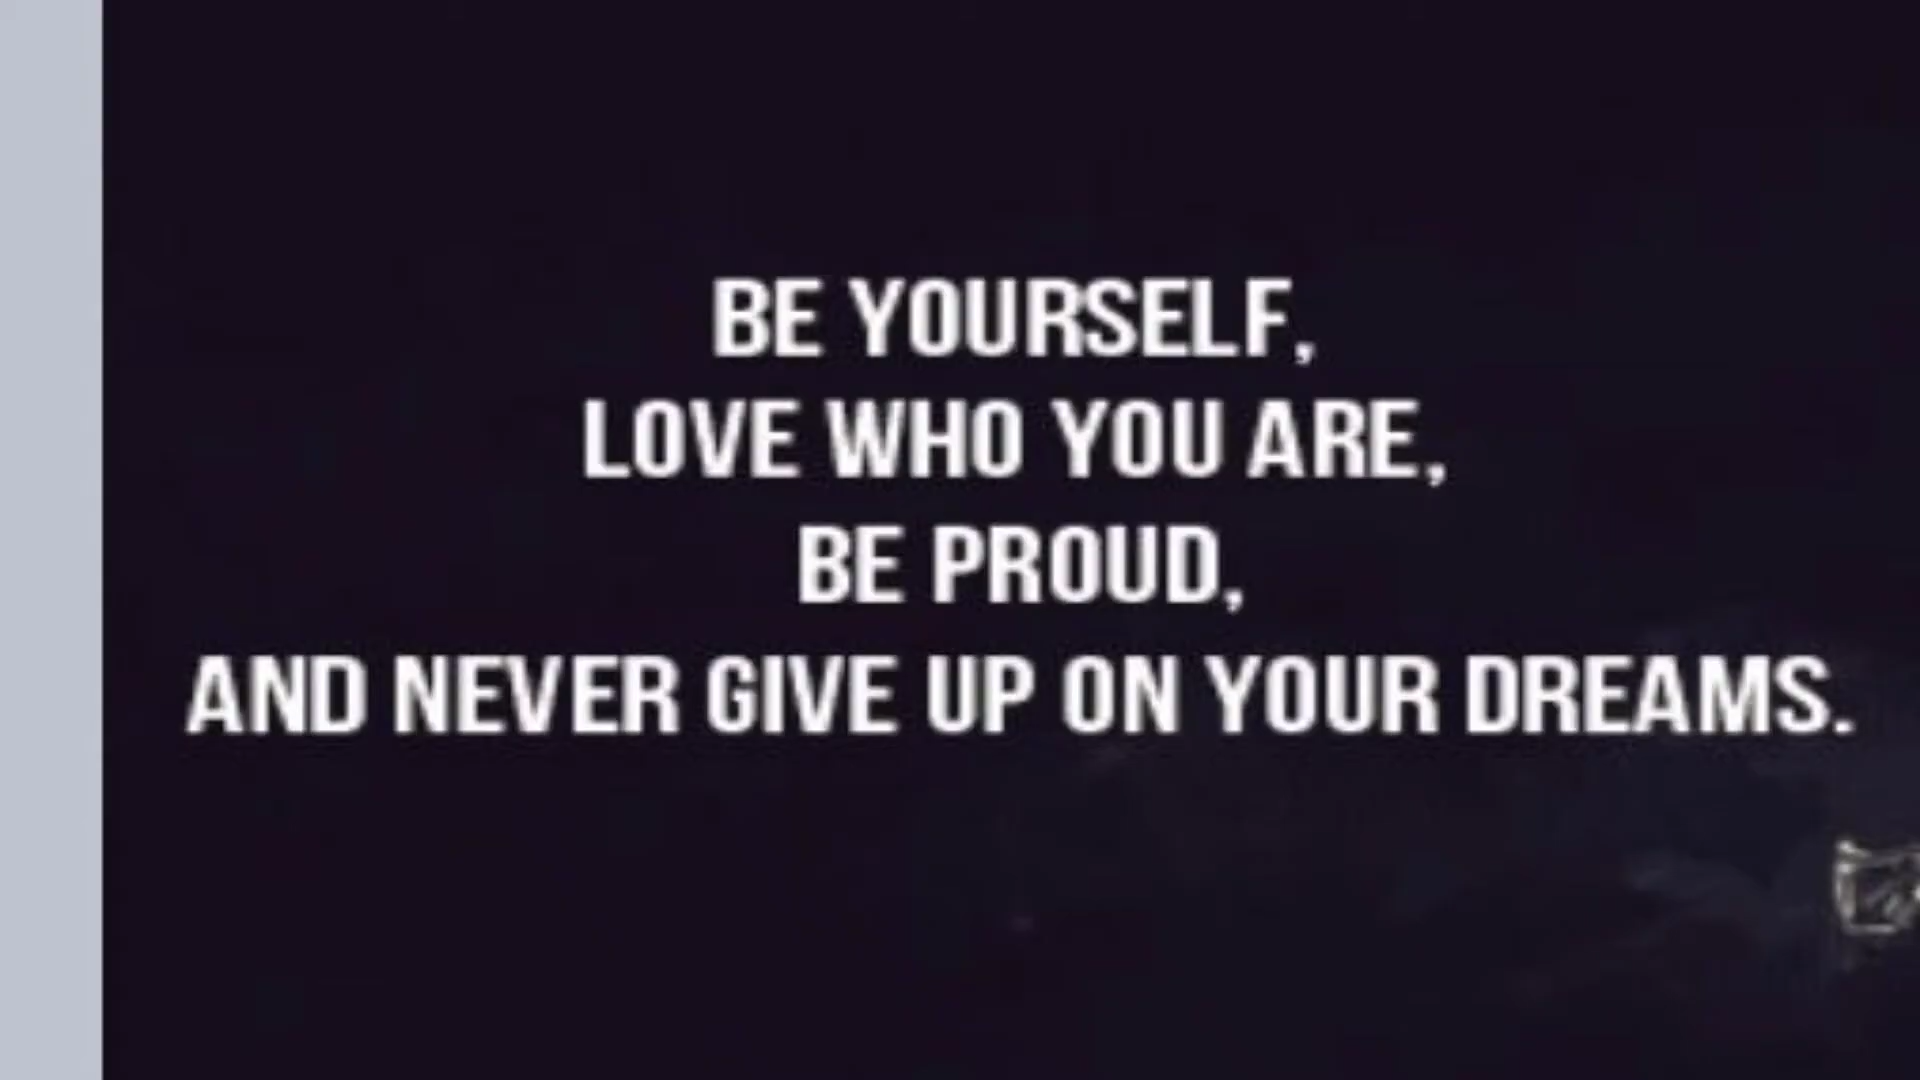 BE YOURSELF,
LOVE WHO YOU ARE,
BE PROUD,
AND NEVER GIVE UP ON YOUR DREAMS.